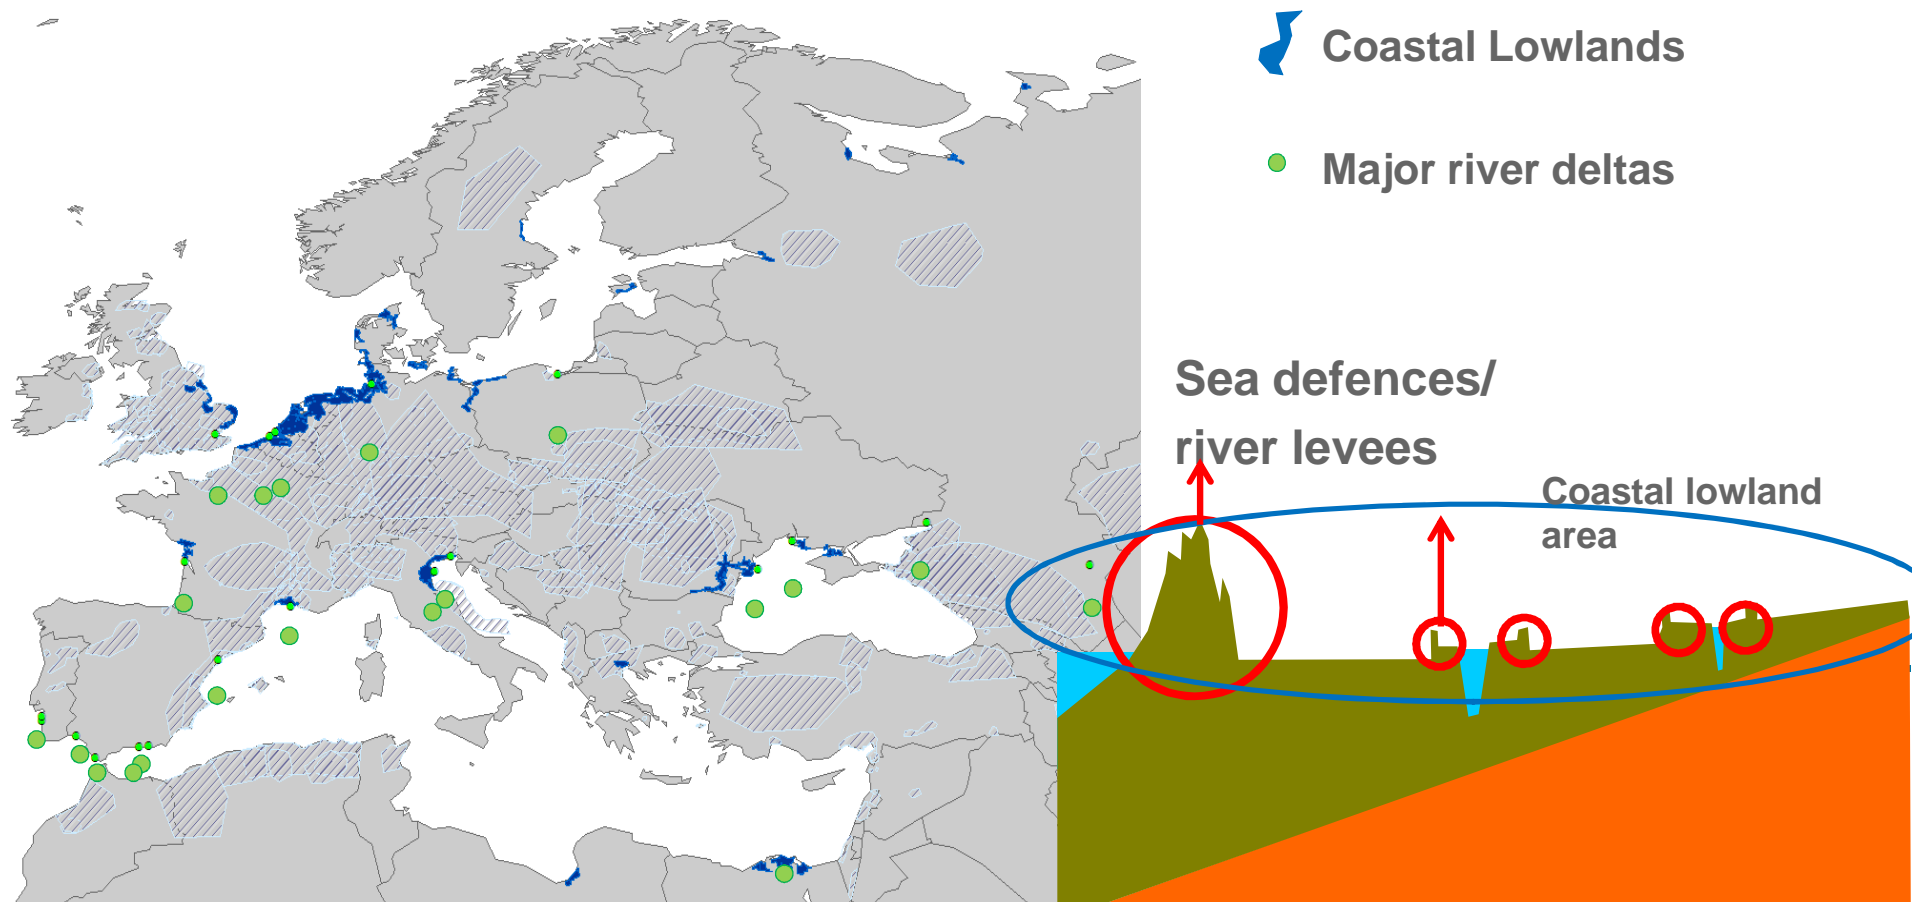 Coastal Lowlands
Major river deltas
Sea defences/
river levees
Coastal lowland
area